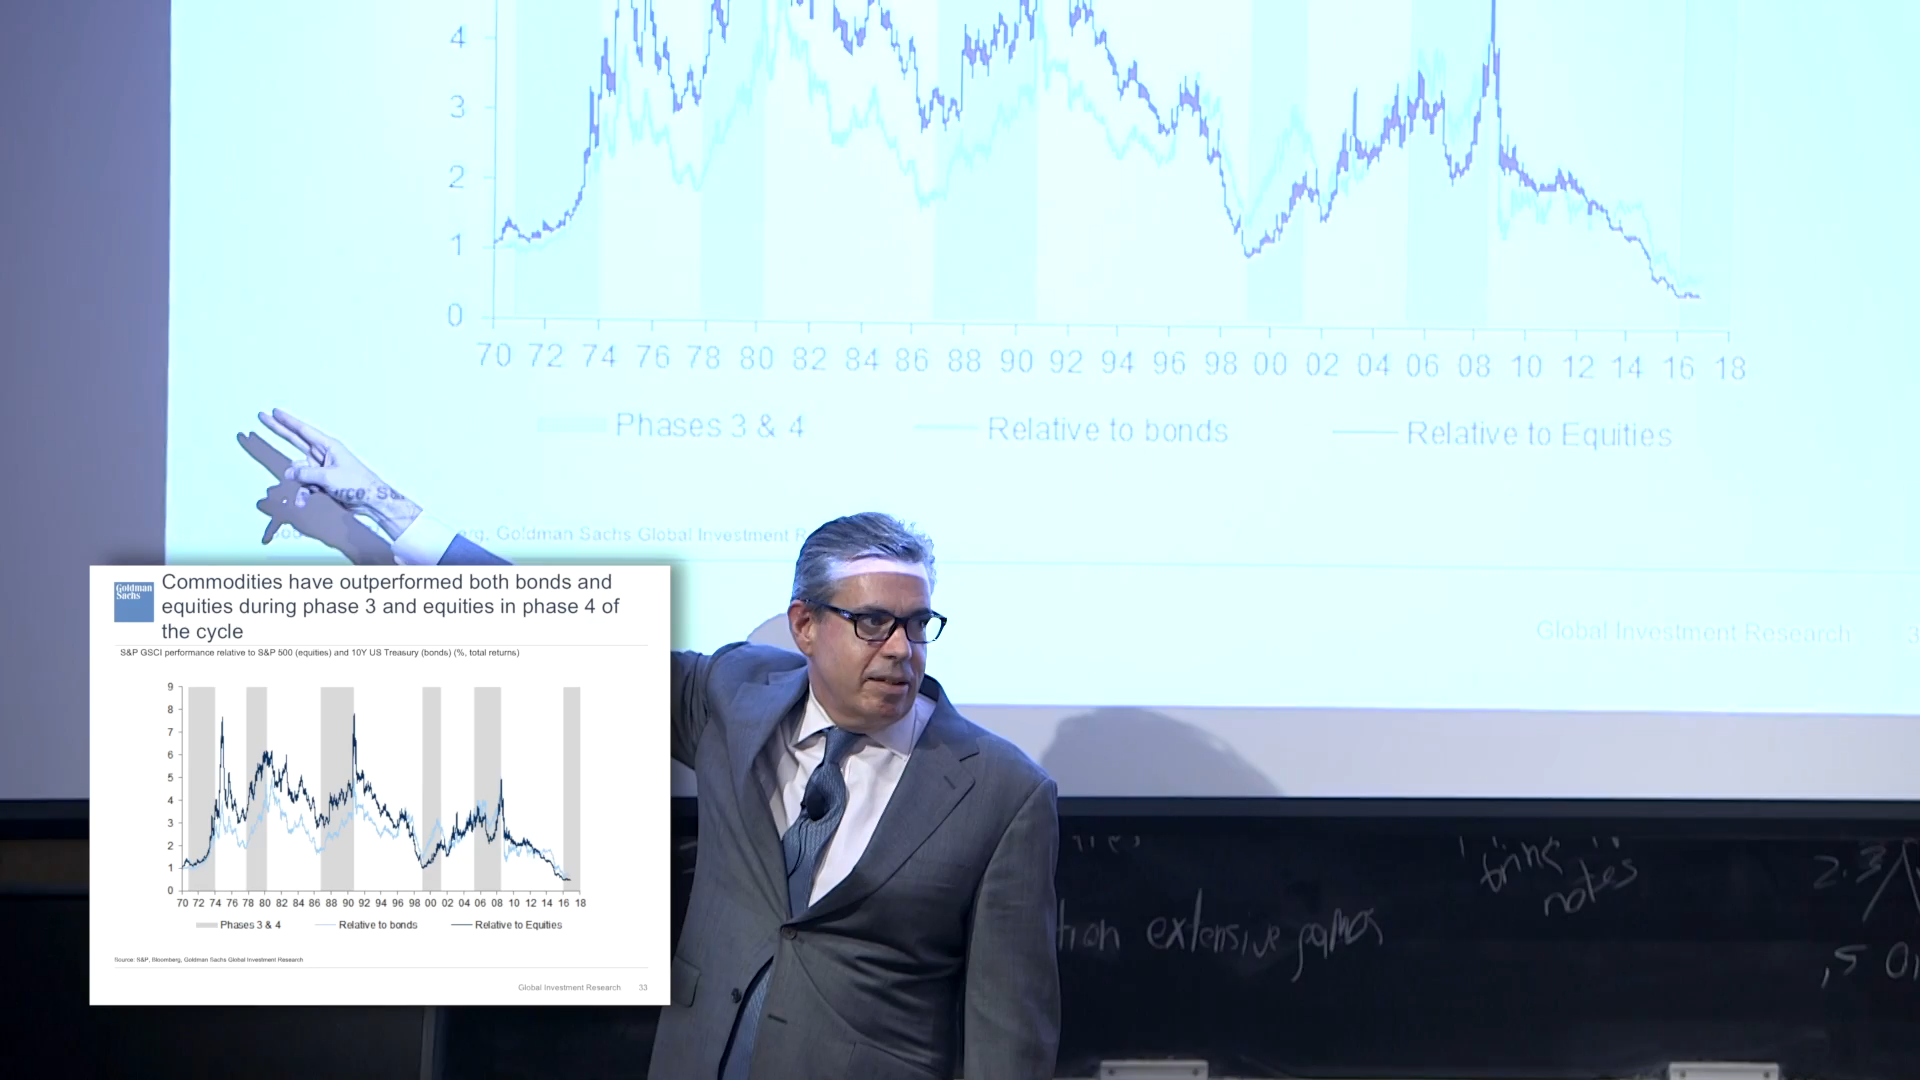 4
3
2
1
0
70 72 74 76 78 80 82 84 86 88 90 92 94 96 98 00 02 04 06 08 10 12 14 16 18
Phases 3 & 4 Relative to bonds Relative to Equities
rg, Goldman Sachs Global Investment R
Global Investment Research 3
Goldman
Sachs
Commodities have outperformed both bonds and
equities during phase 3 and equities in phase 4 of
the cycle
S&P GSCI performance relative to S&P 500 (equities) and 10Y US Treasury (bonds) (%, total returns)
9
8
7
6
5
4
3
2
1
0
70 72 74 76 78 80 82 84 86 88 90 92 94 96 98 00 02 04 06 08 10 12 14 16 18
Phases 3 & 4 Relative to bonds Relative to Equities
Source: S&P, Bloomberg, Goldman Sachs Global Investment Research
Global Investment Research 33
extensive games
bring
notes
2.3